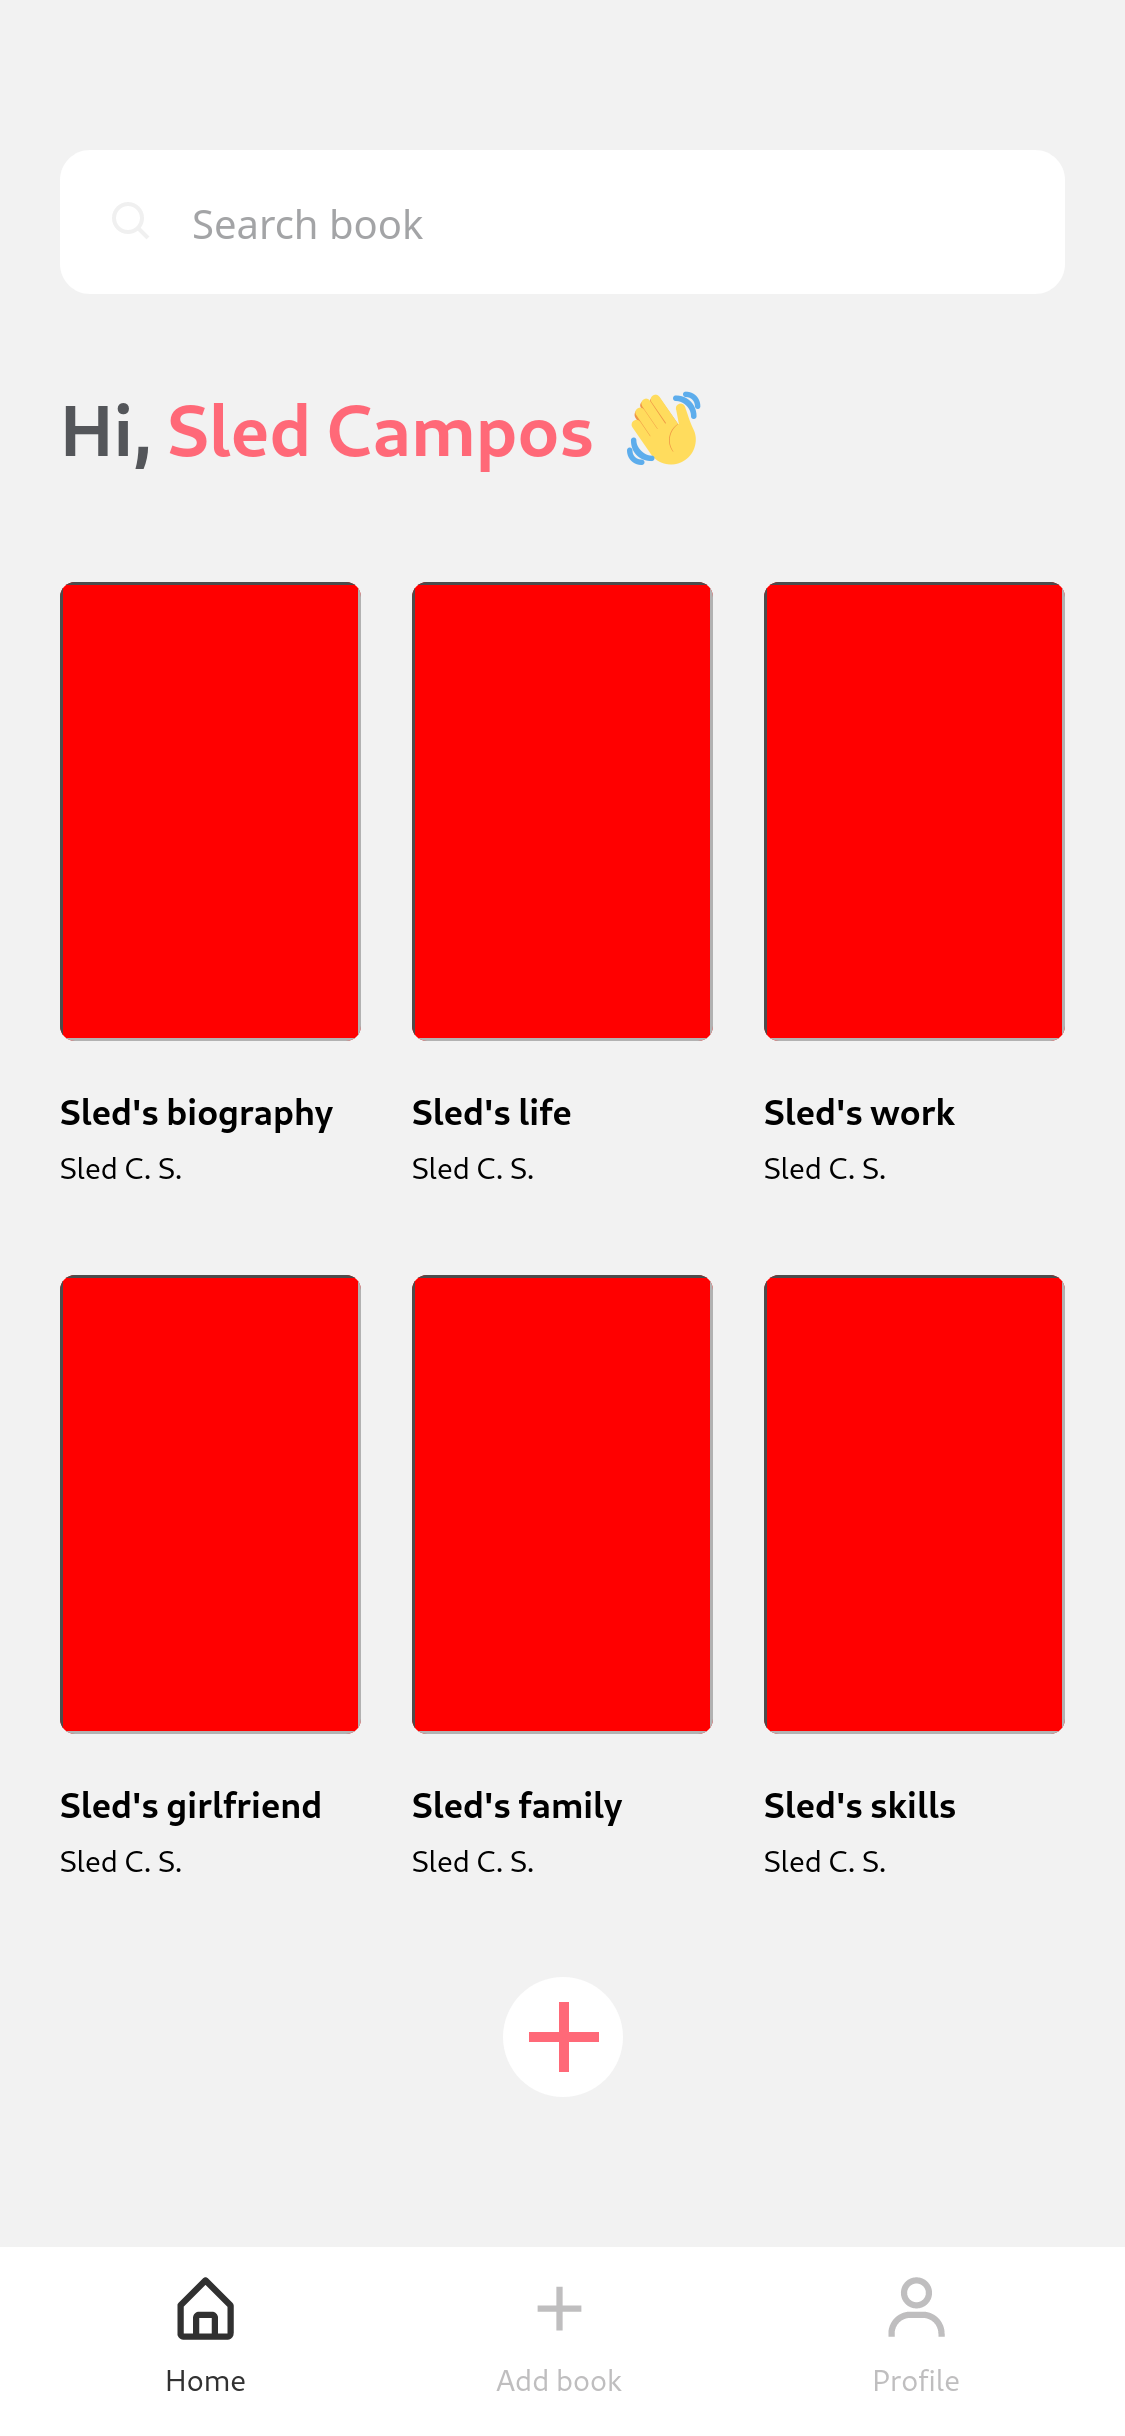 Search book
Hi, Sled Campos 👋
Sled's biography
Sled C. S.
Sled's life
Sled C. S.
Sled's work
Sled C. S.
Sled's girlfriend
Sled C. S.
Sled's family
Sled C. S.
Sled's skills
Sled C. S.
Home
Add book
Profile